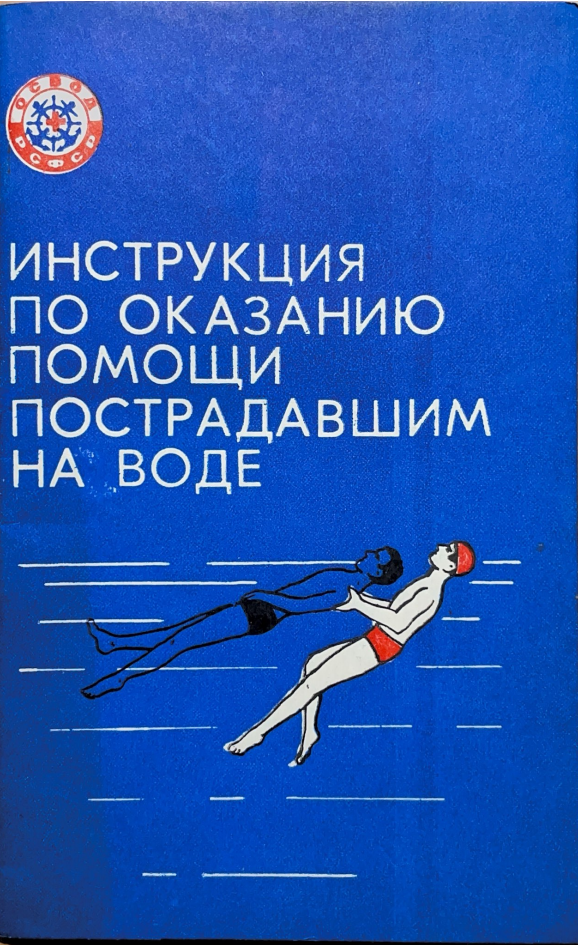 ОСВОД
РСФСР
ИНСТРУКЦИЯ
ПО ОКАЗАНИЮ
ПОМОЩИ
ПОСТРАДАВШИМ
НА ВОДЕ